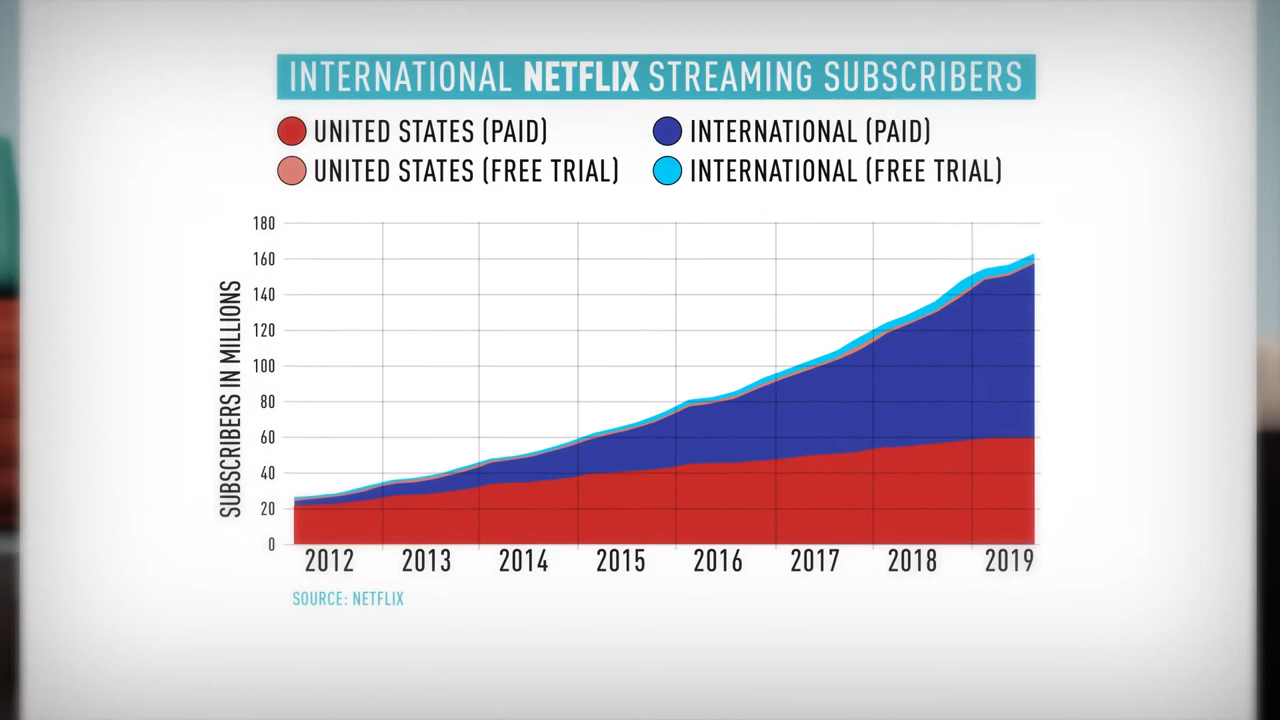 INTERNATIONAL NETFLIX STREAMING SUBSCRIBERS
UNITED STATES (PAID)
INTERNATIONAL (PAID)
UNITED STATES (FREE TRIAL)
INTERNATIONAL (FREE TRIAL)
SUBSCRIBERS IN MILLIONS
180
160
140
120
100
80
60
40
20
0
2012 2013 2014 2015 2016 2017 2018 2019
SOURCE: NETFLIX